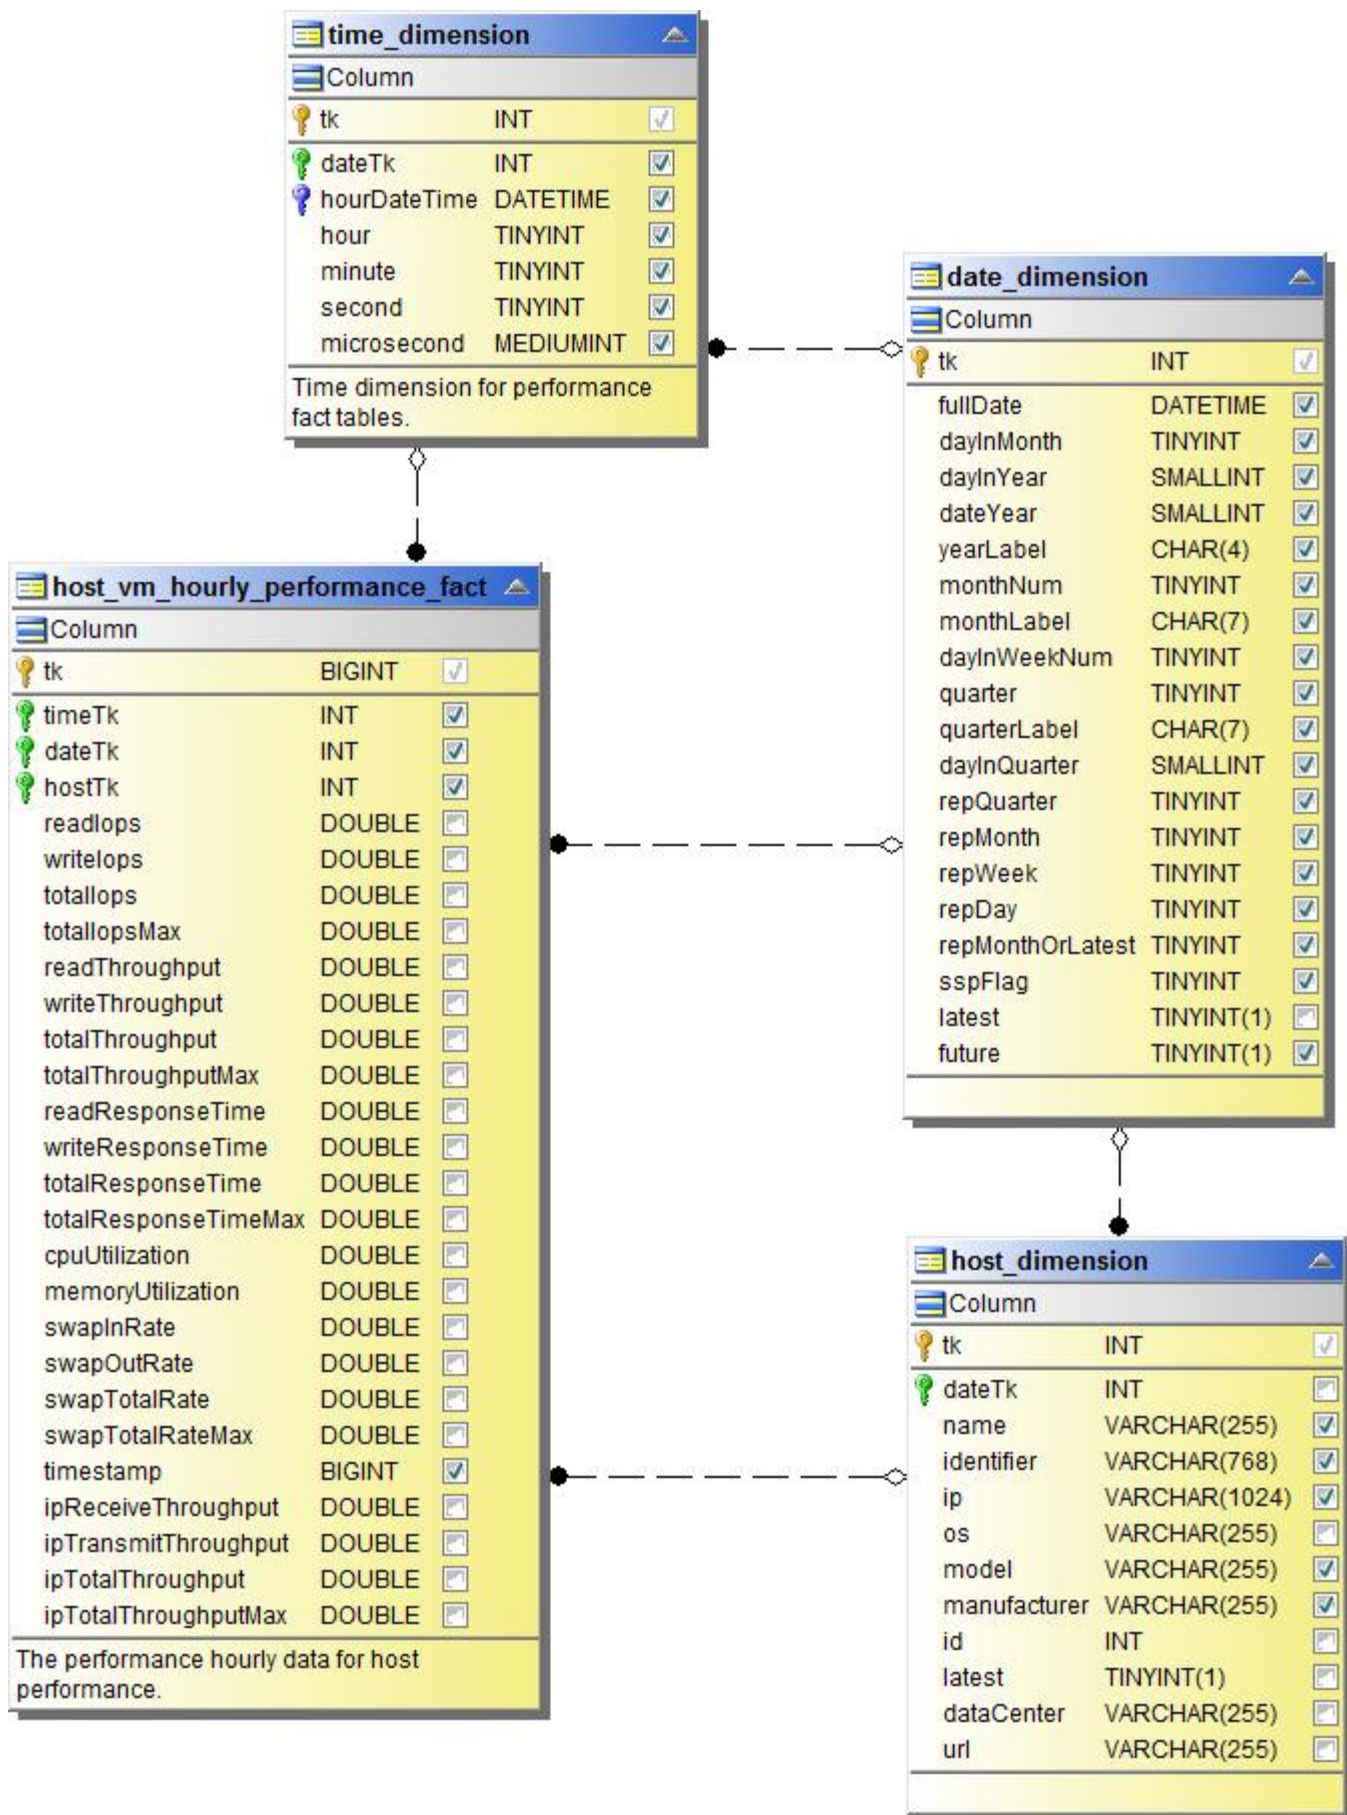 time_dimension
Column
tk INT
dateTk INT
hourDateTime DATETIME
hour TINYINT
minute TINYINT
second TINYINT
microsecond MEDIUMINT
Time dimension for performance
fact tables.
date_dimension
Column
tk INT
fullDate DATETIME
dayInMonth TINYINT
dayInYear SMALLINT
dateYear SMALLINT
yearLabel CHAR(4)
monthNum TINYINT
monthLabel CHAR(7)
dayInWeekNum TINYINT
quarter TINYINT
quarterLabel CHAR(7)
dayInQuarter SMALLINT
repQuarter TINYINT
repMonth TINYINT
repWeek TINYINT
repDay TINYINT
repMonthOrLatest TINYINT
sspFlag TINYINT
latest TINYINT(1)
future TINYINT(1)
host_vm_hourly_performance_fact
Column
tk BIGINT
timeTk INT
dateTk INT
hostTk INT
readIops DOUBLE
writeIops DOUBLE
totalIops DOUBLE
totalIopsMax DOUBLE
readThroughput DOUBLE
writeThroughput DOUBLE
totalThroughput DOUBLE
totalThroughputMax DOUBLE
readResponseTime DOUBLE
writeResponseTime DOUBLE
totalResponseTime DOUBLE
totalResponseTimeMax DOUBLE
cpuUtilization DOUBLE
memoryUtilization DOUBLE
swapInRate DOUBLE
swapOutRate DOUBLE
swapTotalRate DOUBLE
swapTotalRateMax DOUBLE
timestamp BIGINT
ipReceiveThroughput DOUBLE
ipTransmitThroughput DOUBLE
ipTotalThroughput DOUBLE
ipTotalThroughputMax DOUBLE
The performance hourly data for host
performance.
host_dimension
Column
tk INT
dateTk INT
name VARCHAR(255)
identifier VARCHAR(768)
ip VARCHAR(1024)
os VARCHAR(255)
model VARCHAR(255)
manufacturer VARCHAR(255)
id INT
latest TINYINT(1)
dataCenter VARCHAR(255)
url VARCHAR(255)